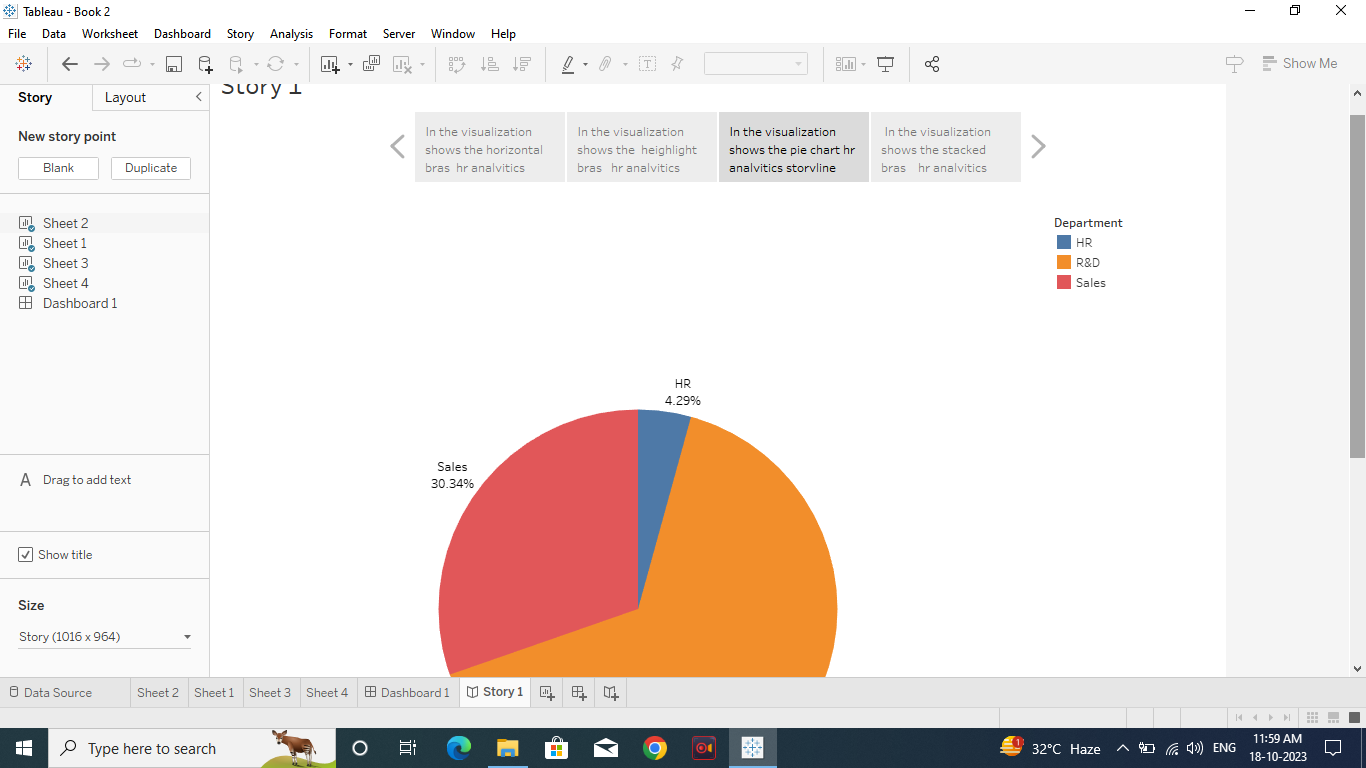 Tableau - Book 2
File Data Worksheet Dashboard Story Analysis Format Server Window Help
Show Me
Story Layout
New story point
Blank Duplicate
Sheet 2
Sheet 1
Sheet 3
Sheet 4
Dashboard 1
A Drag to add text
Show title
Size
Story (1016 x 964)
Story 1
In the visualization
shows the horizontal
bras hr analvitics
In the visualization
shows the heighlight
bras hr analvitics
In the visualization
shows the pie chart hr
analvitics storvline
In the visualization
shows the stacked
bras hr analvitics
Department
HR
R&D
Sales
HR
4.29%
Sales
30.34%
Data Source Sheet 2 Sheet 1 Sheet 3 Sheet 4 Dashboard 1 Story 1
Type here to search
1
32°C Haze
ENG
11:59 AM
18-10-2023